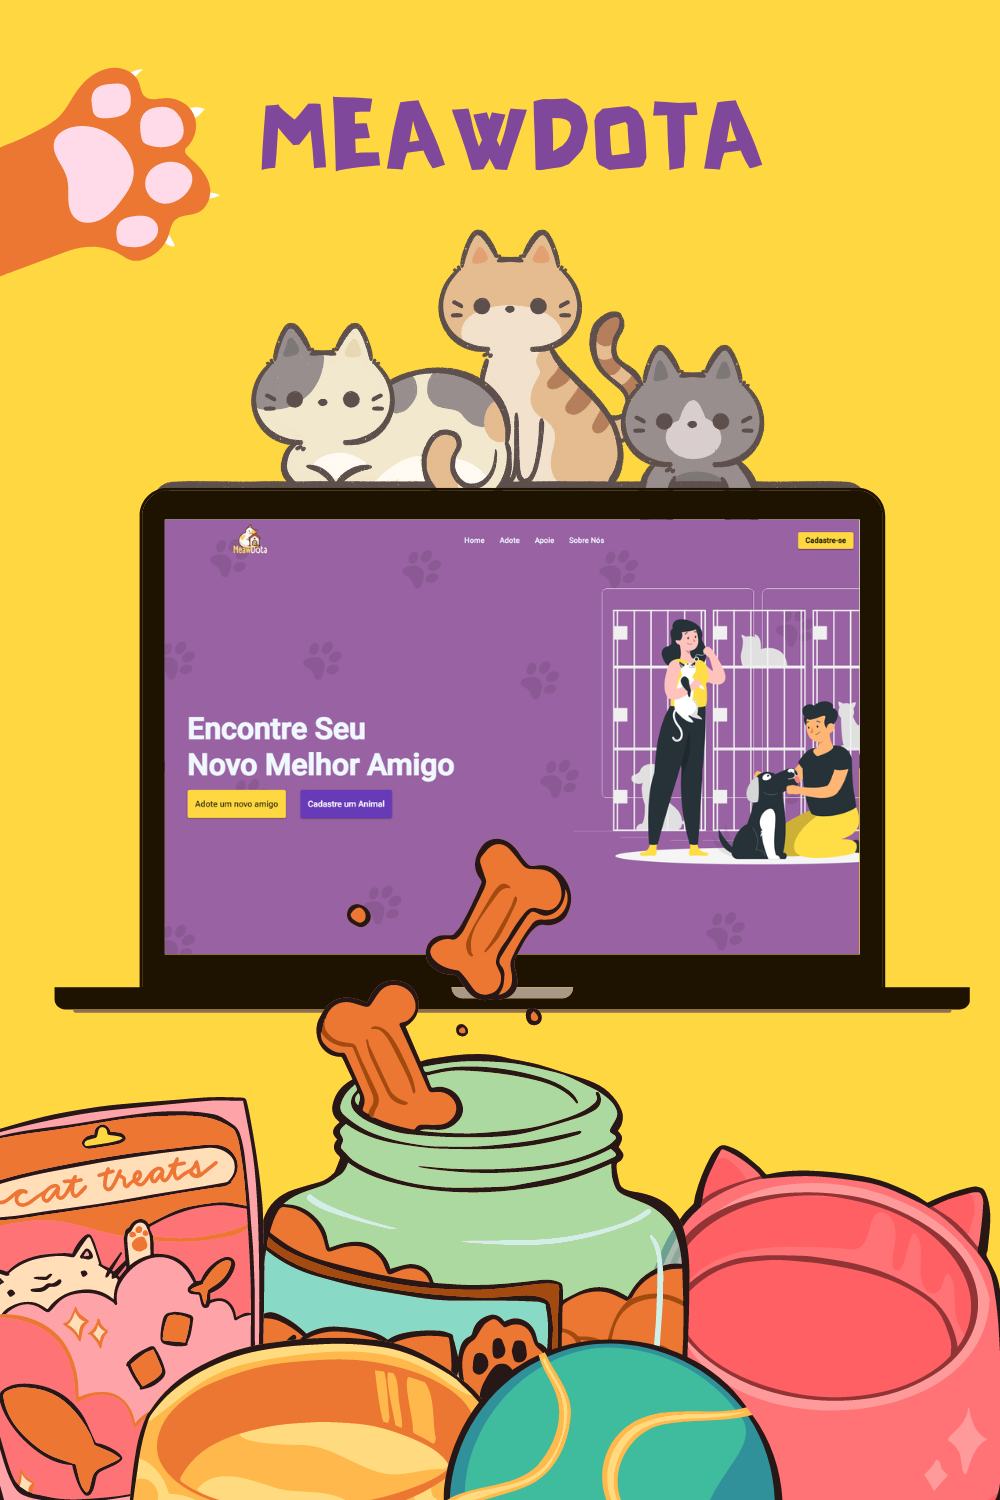 MEAWDOTA
MeawDota
Home Adote Apoie Sobre Nós
Cadastre-se
Encontre Seu
Novo Melhor Amigo
Adote um novo amigo Cadastre um Animal
cat treats